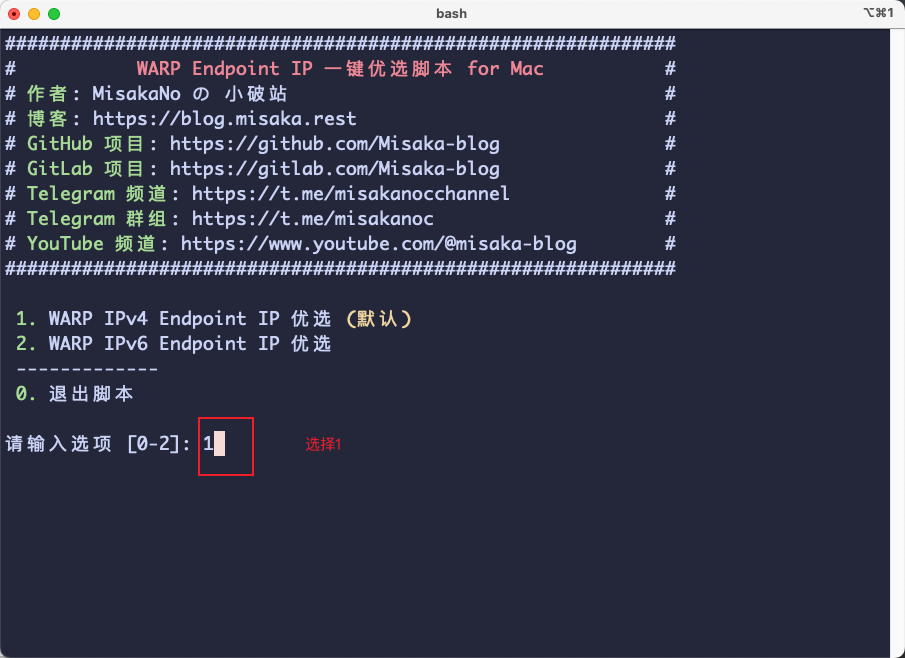 bash
⌥⌘1
#############################################################
# WARP Endpoint IP 一键优选脚本 for Mac #
# 作者: MisakaNo の 小破站 #
# 博客: https://blog.misaka.rest #
# GitHub 项目: https://github.com/Misaka-blog #
# GitLab 项目: https://gitlab.com/Misaka-blog #
# Telegram 频道: https://t.me/misakanocchannel #
# Telegram 群组: https://t.me/misakanoc #
# YouTube 频道: https://www.youtube.com/@misaka-blog #
#############################################################
1. WARP IPv4 Endpoint IP 优选 (默认)
2. WARP IPv6 Endpoint IP 优选
-------------
0. 退出脚本
请输入选项 [0-2]: 1 选择1